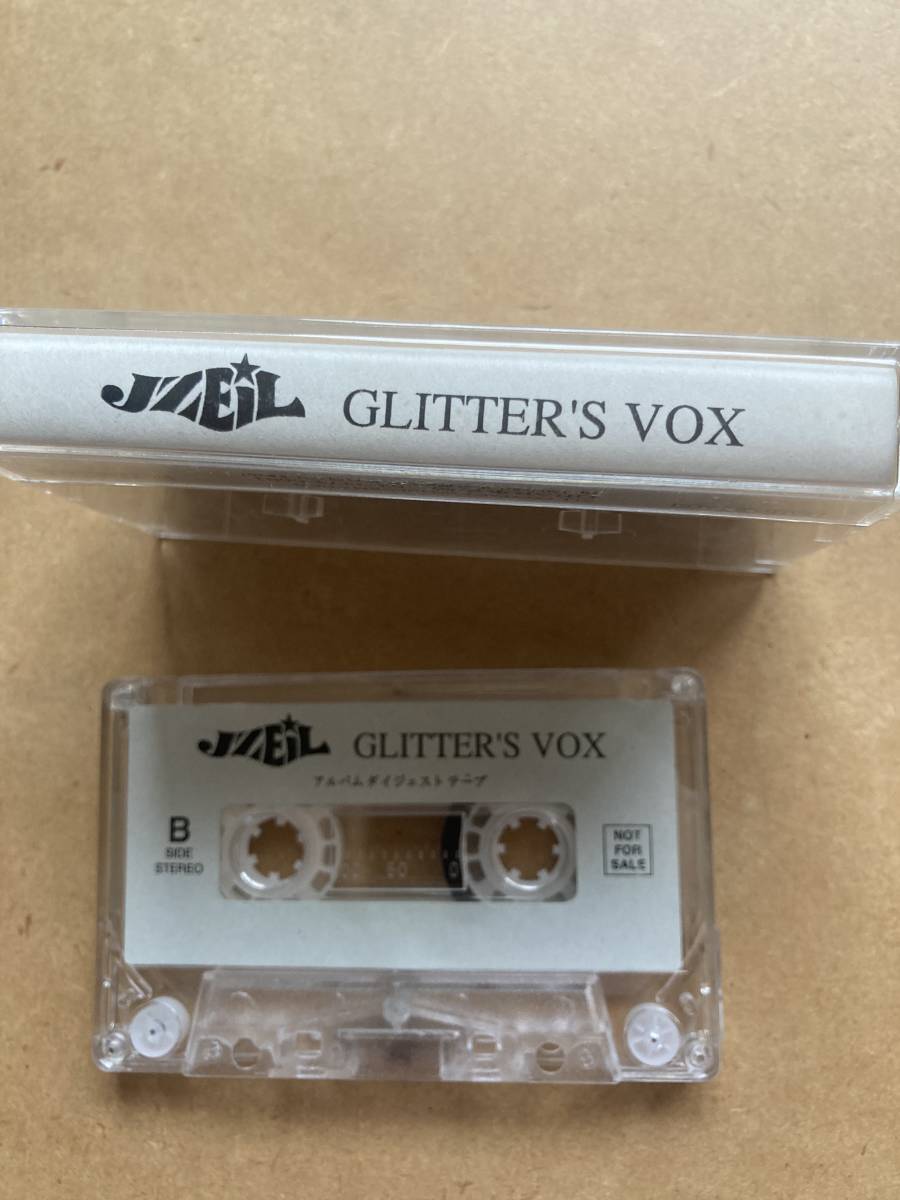 JZEiL GLITTER'S VOX
JZEiL GLITTER'S VOX
アルバムダイジェストテープ
B
SIDE
STEREO
NOT
FOR
SALE